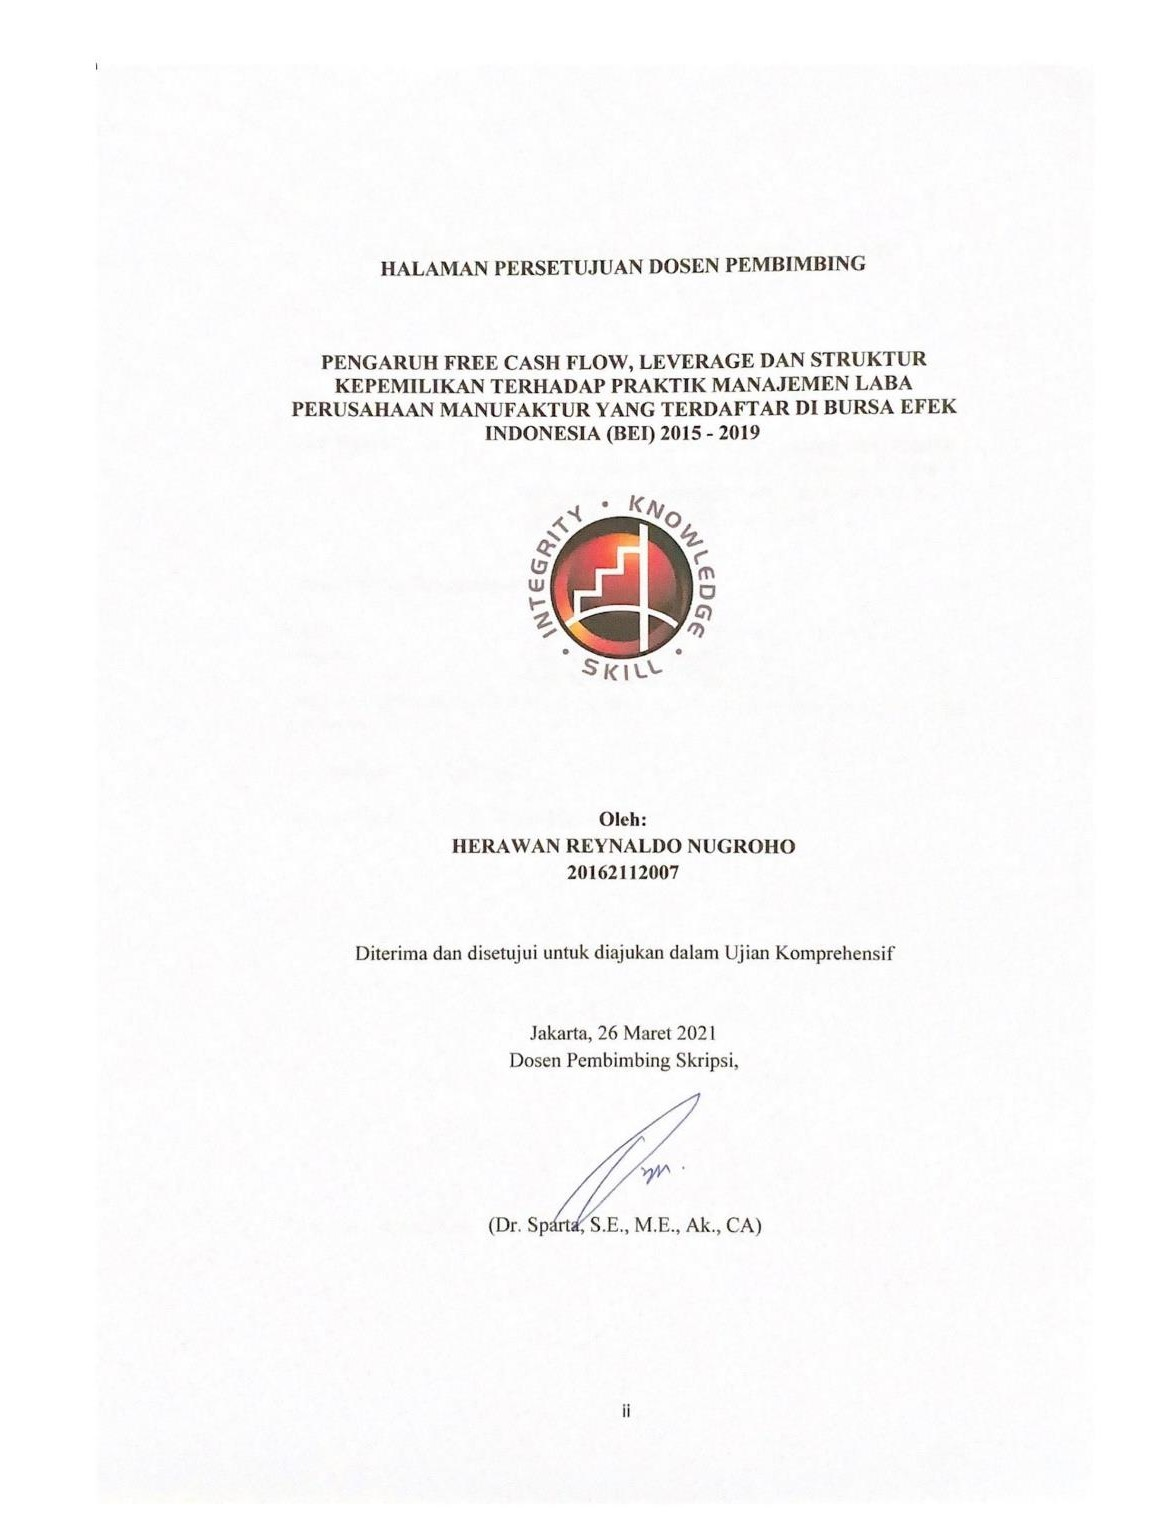 HALAMAN PERSETUJUAN DOSEN PEMBIMBING
PENGARUH FREE CASH FLOW, LEVERAGE DAN STRUKTUR
KEPEMILIKAN TERHADAP PRAKTIK MANAJEMEN LABA
PERUSAHAAN MANUFAKTUR YANG TERDAFTAR DI BURSA EFEK
INDONESIA (BEI) 2015 - 2019
INTEGRITY • KNOWLEDGE • SKILL •
Oleh:
HERAWAN REYNALDO NUGROHO
20162112007
Diterima dan disetujui untuk diajukan dalam Ujian Komprehensif
Jakarta, 26 Maret 2021
Dosen Pembimbing Skripsi,
(Dr. Sparta, S.E., M.E., Ak., CA)
ii